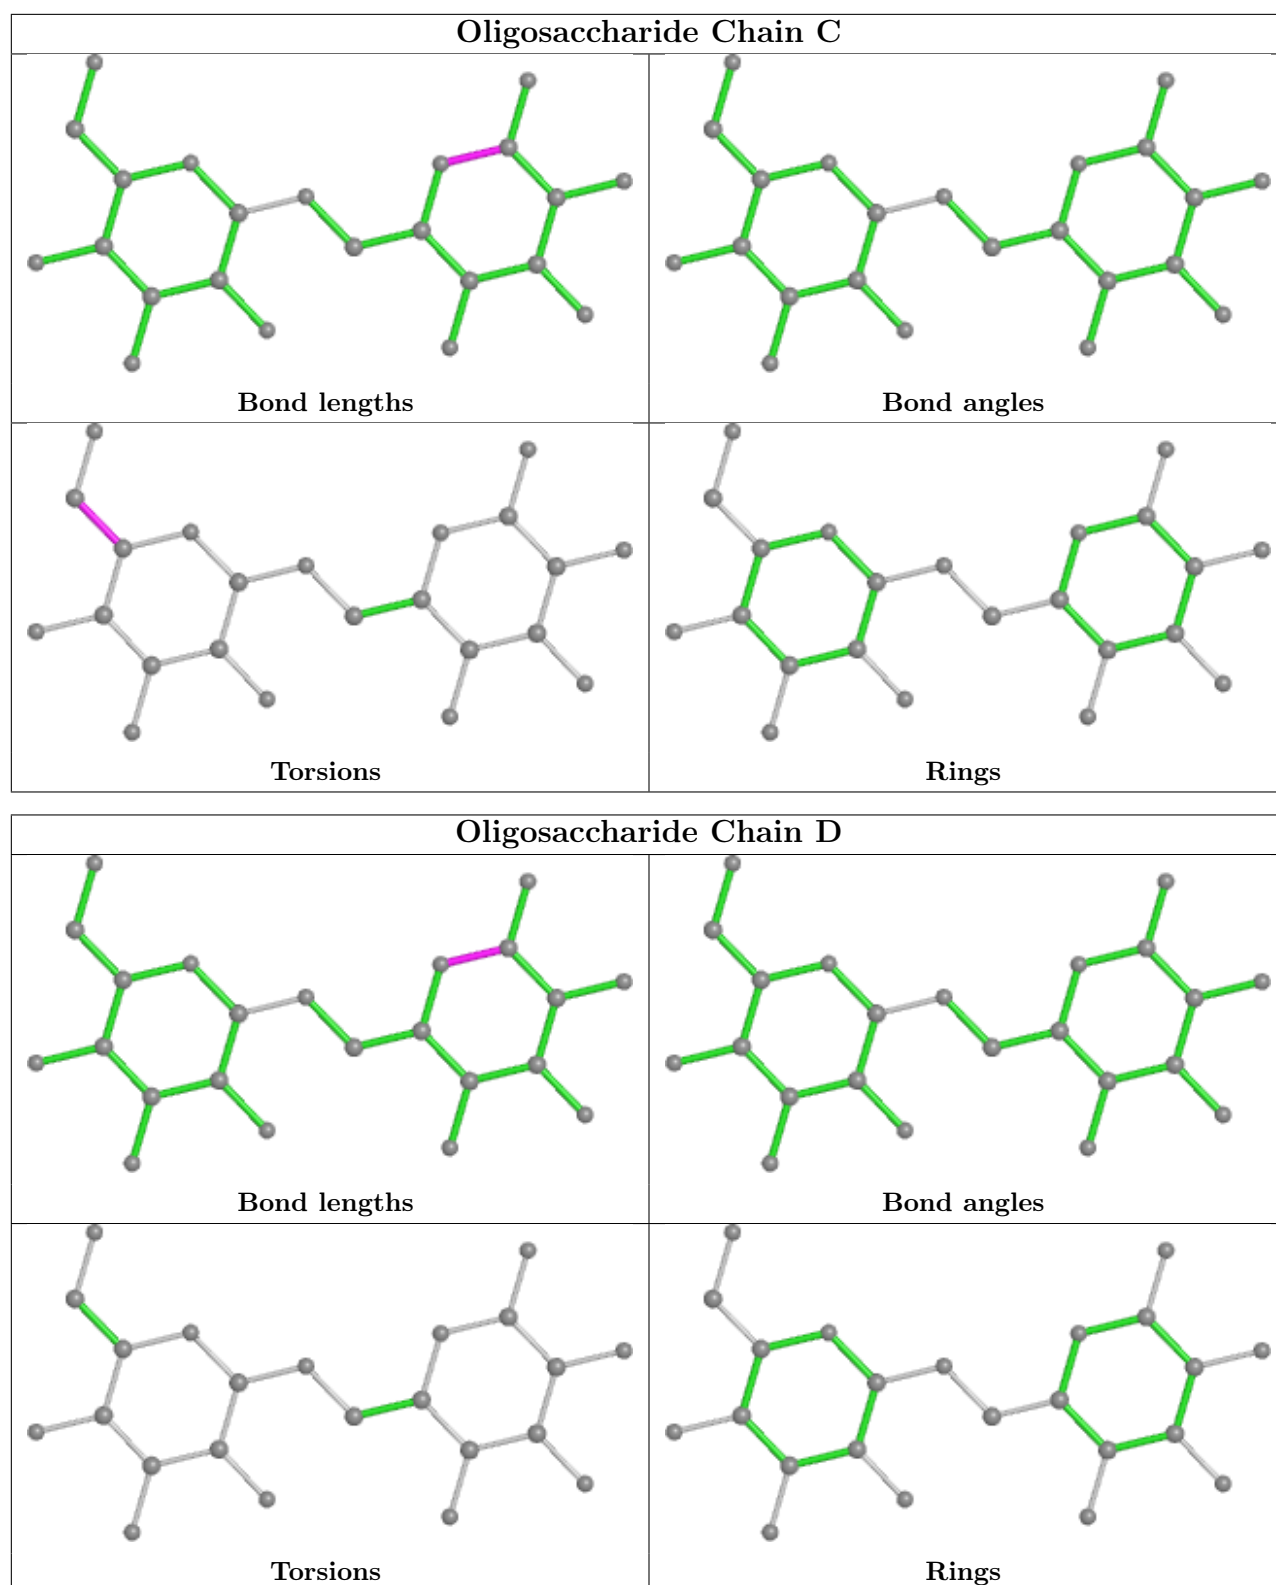 Oligosaccharide Chain C
Bond lengths
Bond angles
Torsions
Rings
Oligosaccharide Chain D
Bond lengths
Bond angles
Torsions
Rings